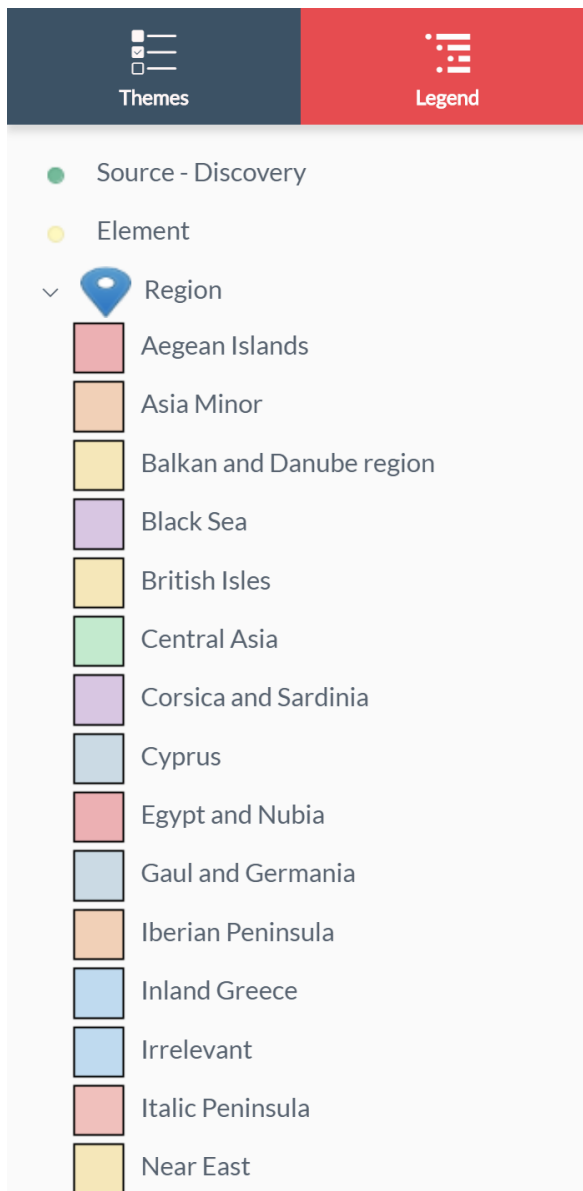 Themes
Legend
Source - Discovery
Element
Region
Aegean Islands
Asia Minor
Balkan and Danube region
Black Sea
British Isles
Central Asia
Corsica and Sardinia
Cyprus
Egypt and Nubia
Gaul and Germania
Iberian Peninsula
Inland Greece
Irrelevant
Italic Peninsula
Near East